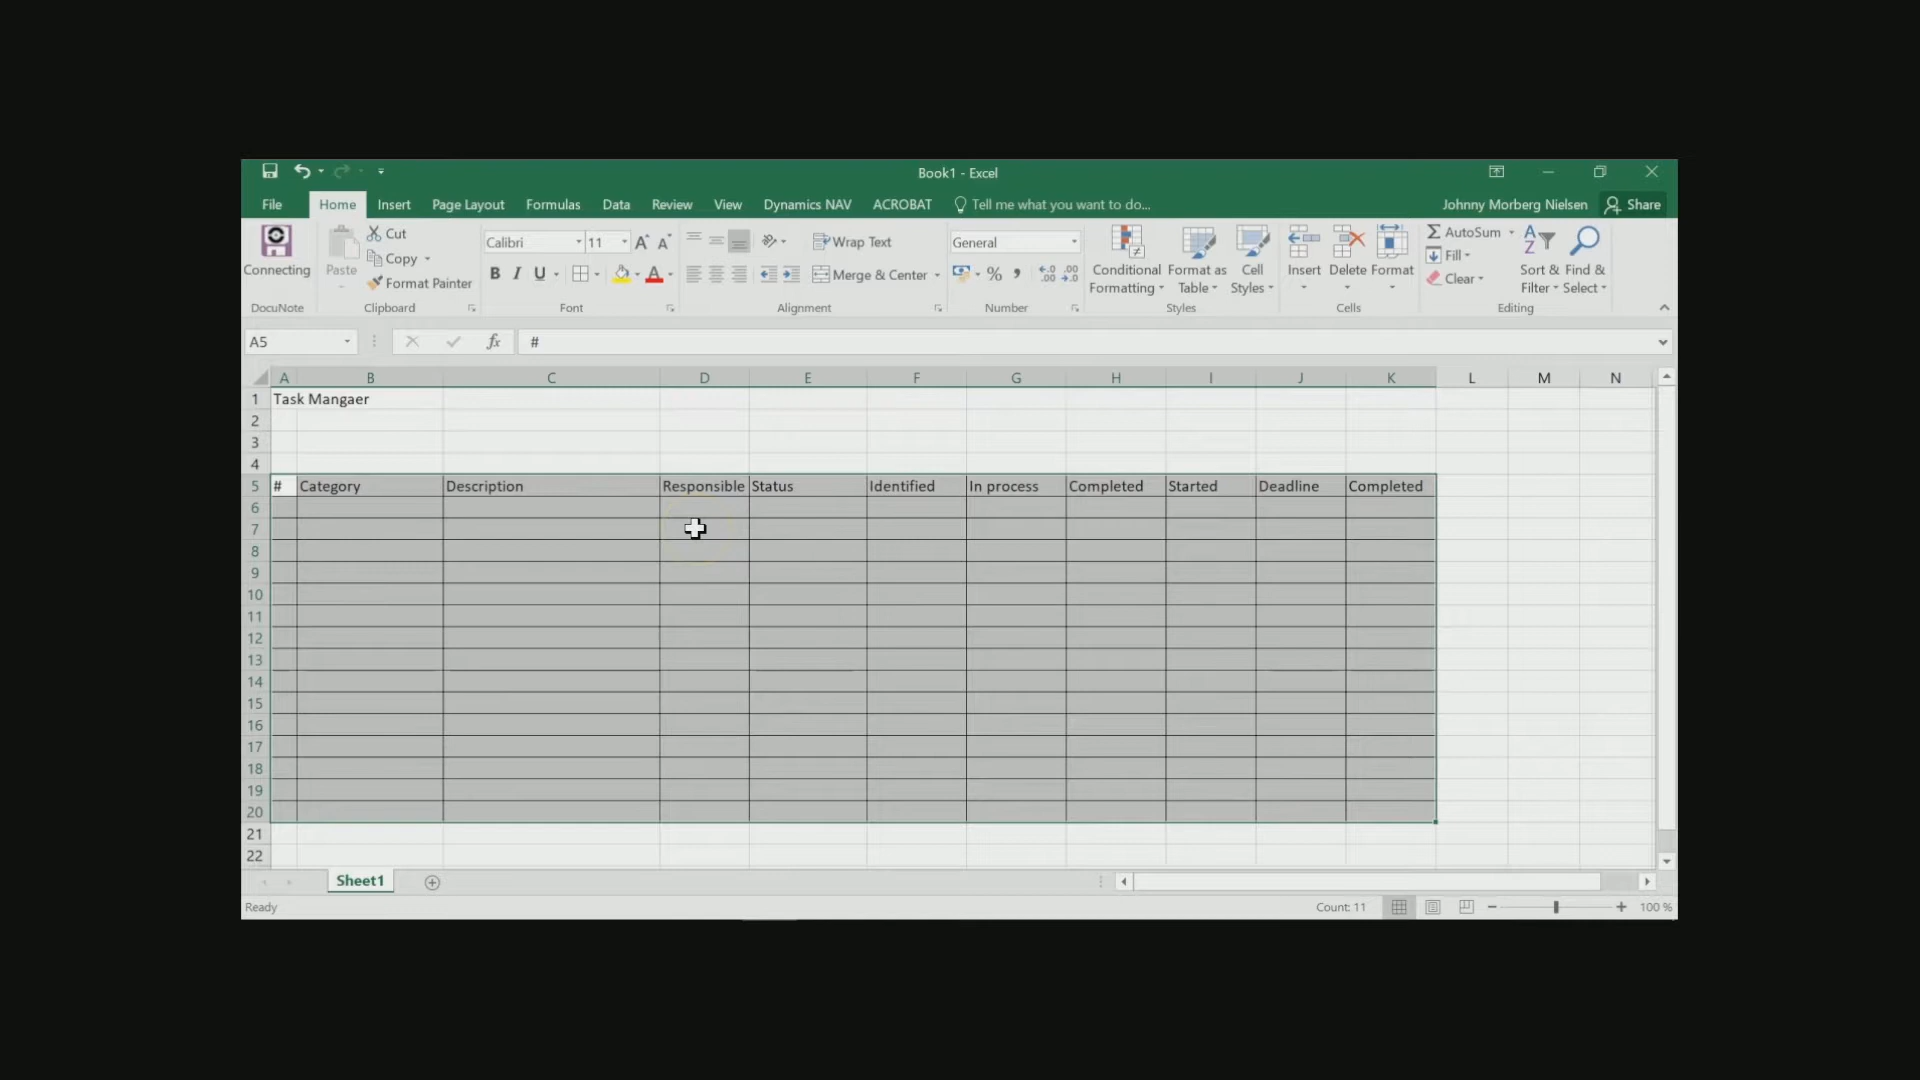 Book1 - Excel
File Home Insert Page Layout Formulas Data Review View Dynamics NAV ACROBAT Tell me what you want to do... Johnny Morberg Nielsen Share
Connecting
DocuNote
Paste
Cut
Copy
Format Painter
Clipboard
Calibri 11
B I U
Font
Wrap Text
Merge & Center
Alignment
General
%
Number
Conditional Formatting
Format as Table
Cell Styles
Styles
Insert
Delete
Format
Cells
AutoSum
Fill
Clear
Sort & Filter
Find & Select
Editing
A5 fx #
A B C D E F G H I J K L M N
1 Task Mangaer
2
3
4
5 # Category Description Responsible Status Identified In process Completed Started Deadline Completed
6
7
8
9
10
11
12
13
14
15
16
17
18
19
20
21
22
Sheet1
Ready Count: 11 100 %